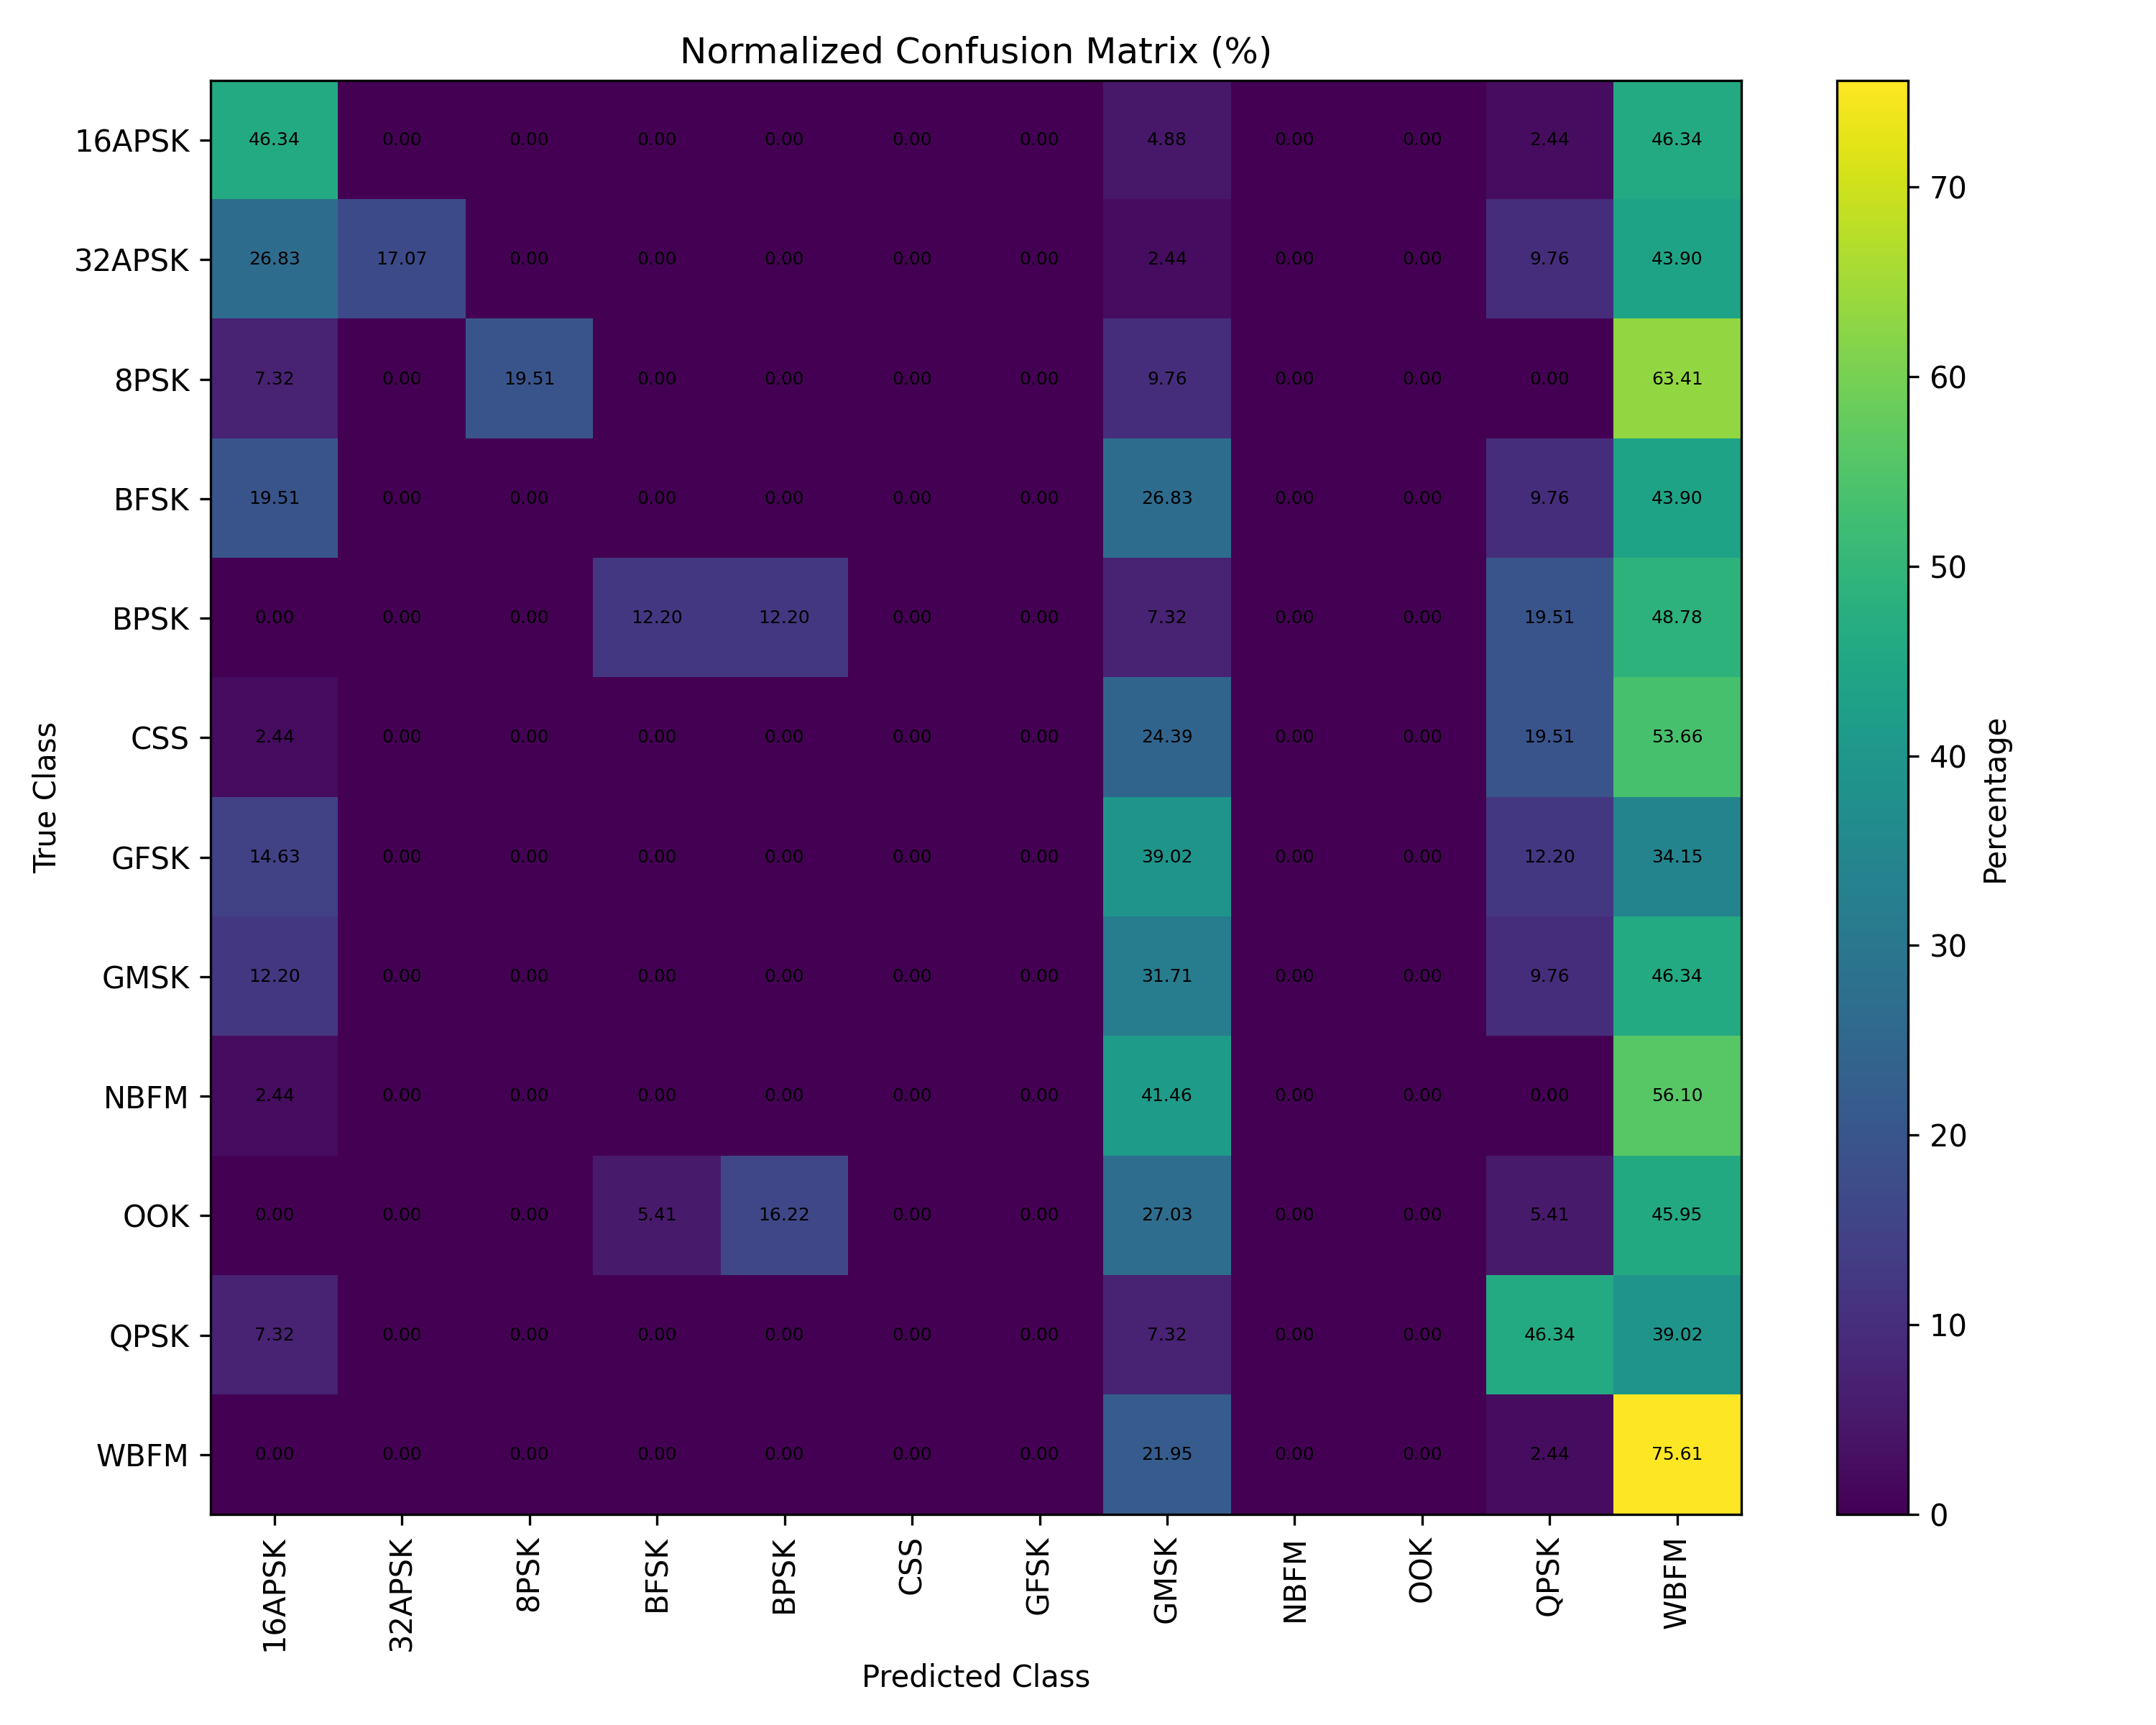 Normalized Confusion Matrix (%)
16APSK 46.34 0.00 0.00 0.00 0.00 0.00 0.00 4.88 0.00 0.00 2.44 46.34
32APSK 26.83 17.07 0.00 0.00 0.00 0.00 0.00 2.44 0.00 0.00 9.76 43.90
8PSK 7.32 0.00 19.51 0.00 0.00 0.00 0.00 9.76 0.00 0.00 0.00 63.41
BFSK 19.51 0.00 0.00 0.00 0.00 0.00 0.00 26.83 0.00 0.00 9.76 43.90
BPSK 0.00 0.00 0.00 12.20 12.20 0.00 0.00 7.32 0.00 0.00 19.51 48.78
CSS 2.44 0.00 0.00 0.00 0.00 0.00 0.00 24.39 0.00 0.00 19.51 53.66
GFSK 14.63 0.00 0.00 0.00 0.00 0.00 0.00 39.02 0.00 0.00 12.20 34.15
GMSK 12.20 0.00 0.00 0.00 0.00 0.00 0.00 31.71 0.00 0.00 9.76 46.34
NBFM 2.44 0.00 0.00 0.00 0.00 0.00 0.00 41.46 0.00 0.00 0.00 56.10
OOK 0.00 0.00 0.00 5.41 16.22 0.00 0.00 27.03 0.00 0.00 5.41 45.95
QPSK 7.32 0.00 0.00 0.00 0.00 0.00 0.00 7.32 0.00 0.00 46.34 39.02
WBFM 0.00 0.00 0.00 0.00 0.00 0.00 0.00 21.95 0.00 0.00 2.44 75.61
16APSK 32APSK 8PSK BFSK BPSK CSS GFSK GMSK NBFM OOK QPSK WBFM
Predicted Class
True Class
70
60
50
40
30
20
10
0
Percentage